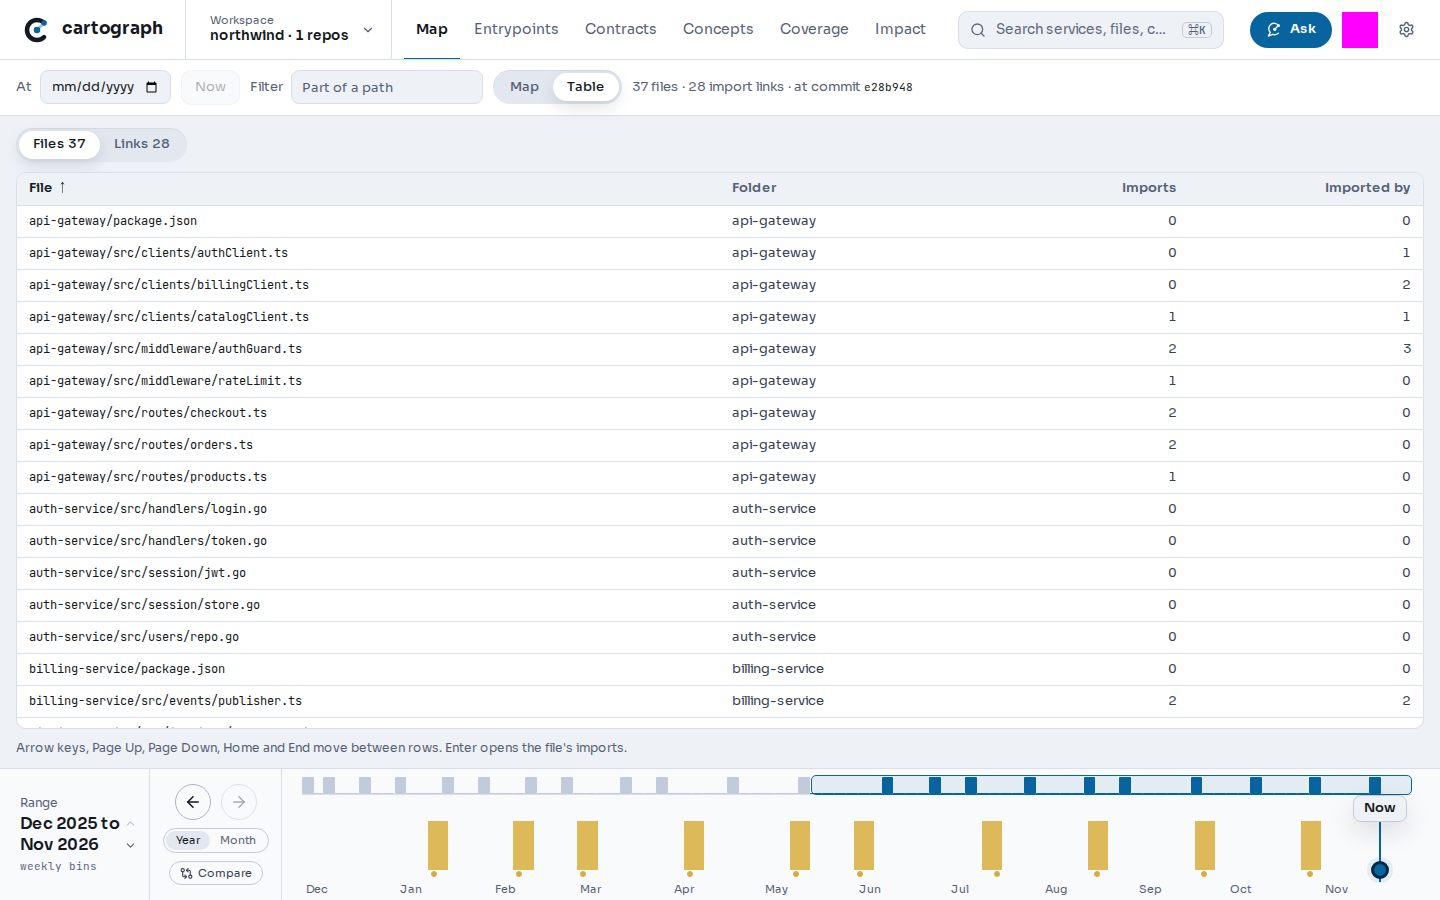 cartograph
Workspace
northwind · 1 repos
Map
Entrypoints
Contracts
Concepts
Coverage
Impact
Search services, files, c...
⌘K
Ask
At
mm/dd/yyyy
Now
Filter
Part of a path
Map
Table
37 files · 28 import links · at commit e28b948
Files 37
Links 28
File ↑ Folder Imports Imported by
api-gateway/package.json api-gateway 0 0
api-gateway/src/clients/authClient.ts api-gateway 0 1
api-gateway/src/clients/billingClient.ts api-gateway 0 2
api-gateway/src/clients/catalogClient.ts api-gateway 1 1
api-gateway/src/middleware/authGuard.ts api-gateway 2 3
api-gateway/src/middleware/rateLimit.ts api-gateway 1 0
api-gateway/src/routes/checkout.ts api-gateway 2 0
api-gateway/src/routes/orders.ts api-gateway 2 0
api-gateway/src/routes/products.ts api-gateway 1 0
auth-service/src/handlers/login.go auth-service 0 0
auth-service/src/handlers/token.go auth-service 0 0
auth-service/src/session/jwt.go auth-service 0 0
auth-service/src/session/store.go auth-service 0 0
auth-service/src/users/repo.go auth-service 0 0
billing-service/package.json billing-service 0 0
billing-service/src/events/publisher.ts billing-service 2 2
Arrow keys, Page Up, Page Down, Home and End move between rows. Enter opens the file's imports.
Range
Dec 2025 to
Nov 2026
weekly bins
Year
Month
Compare
Now
Dec Jan Feb Mar Apr May Jun Jul Aug Sep Oct Nov